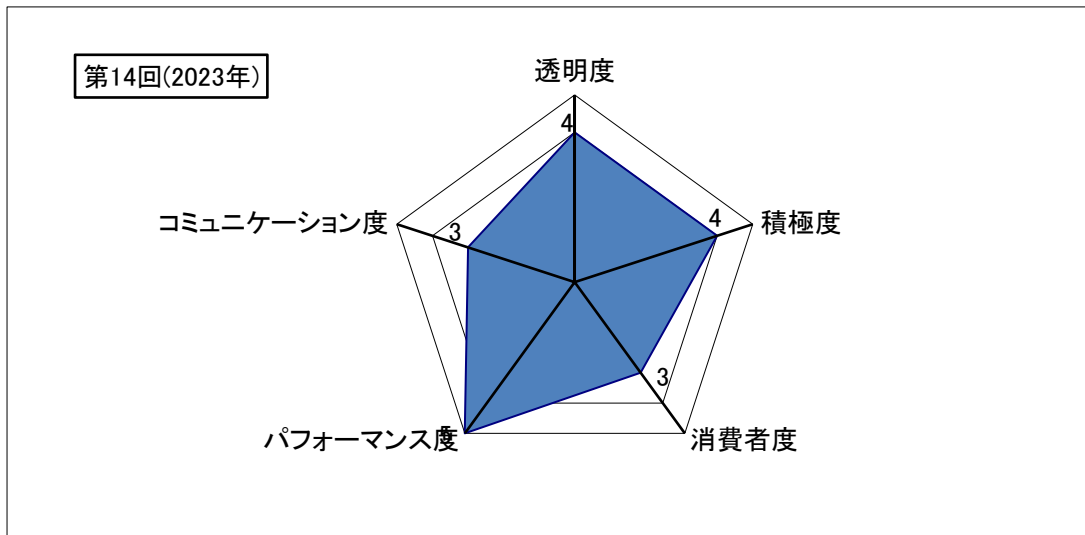 第14回(2023年)
透明度
4
積極度
4
消費者度
3
パフォーマンス度
5
コミュニケーション度
3